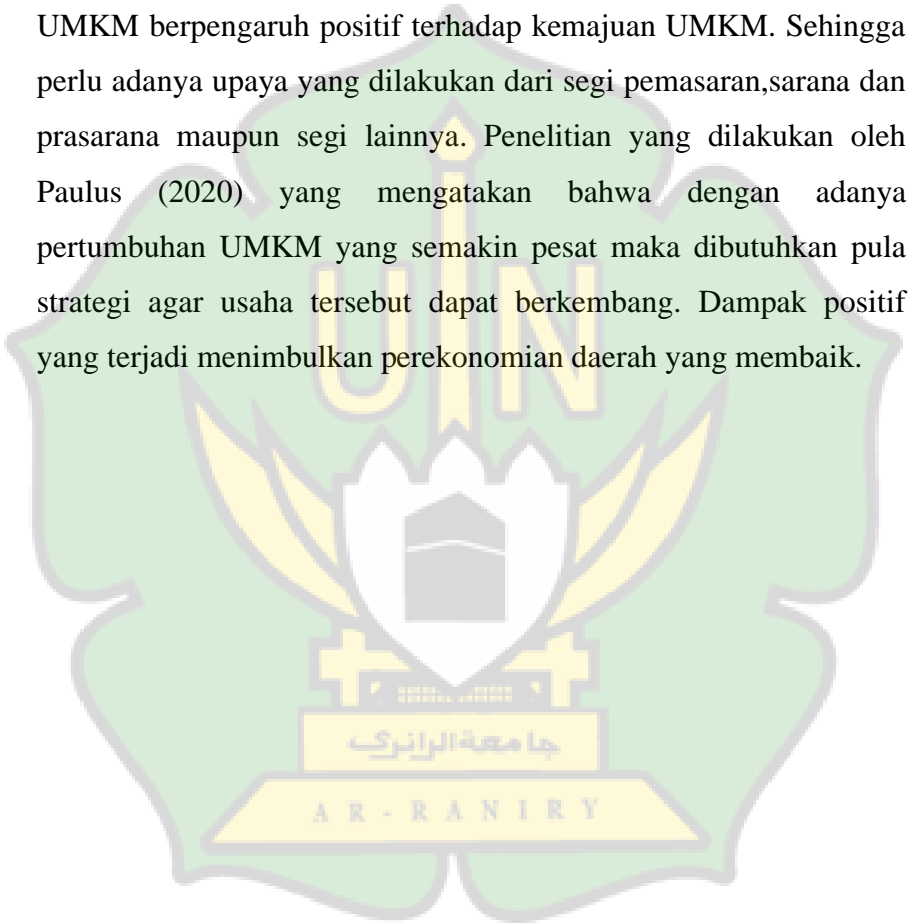 UMKM berpengaruh positif terhadap kemajuan UMKM. Sehingga
perlu adanya upaya yang dilakukan dari segi pemasaran,sarana dan
prasarana maupun segi lainnya. Penelitian yang dilakukan oleh
Paulus (2020) yang mengatakan bahwa dengan adanya
pertumbuhan UMKM yang semakin pesat maka dibutuhkan pula
strategi agar usaha tersebut dapat berkembang. Dampak positif
yang terjadi menimbulkan perekonomian daerah yang membaik.
UIN
جامعة الرانري
AR-RANIRY